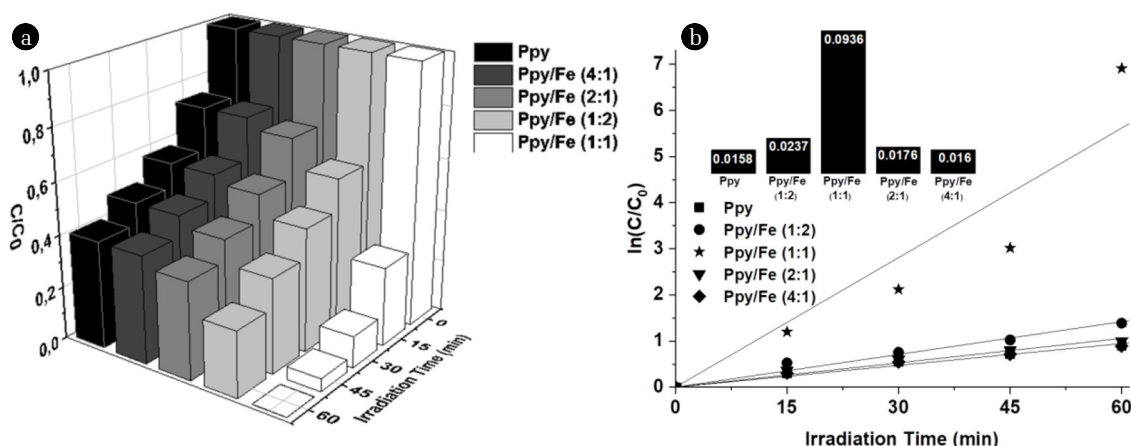 a
1,0
0,8
0,6
0,4
0,2
0,0
C/C0
Ppy
Ppy/Fe (4:1)
Ppy/Fe (2:1)
Ppy/Fe (1:2)
Ppy/Fe (1:1)
0
15
30
45
60
Irradiation Time (min)
b
7
6
5
4
3
2
1
0
ln(C/C0)
0.0158
0.0237
0.0936
0.0176
0.016
Ppy
Ppy/Fe
(1:2)
Ppy/Fe
(1:1)
Ppy/Fe
(2:1)
Ppy/Fe
(4:1)
Ppy
Ppy/Fe (1:2)
Ppy/Fe (1:1)
Ppy/Fe (2:1)
Ppy/Fe (4:1)
0
15
30
45
60
Irradiation Time (min)